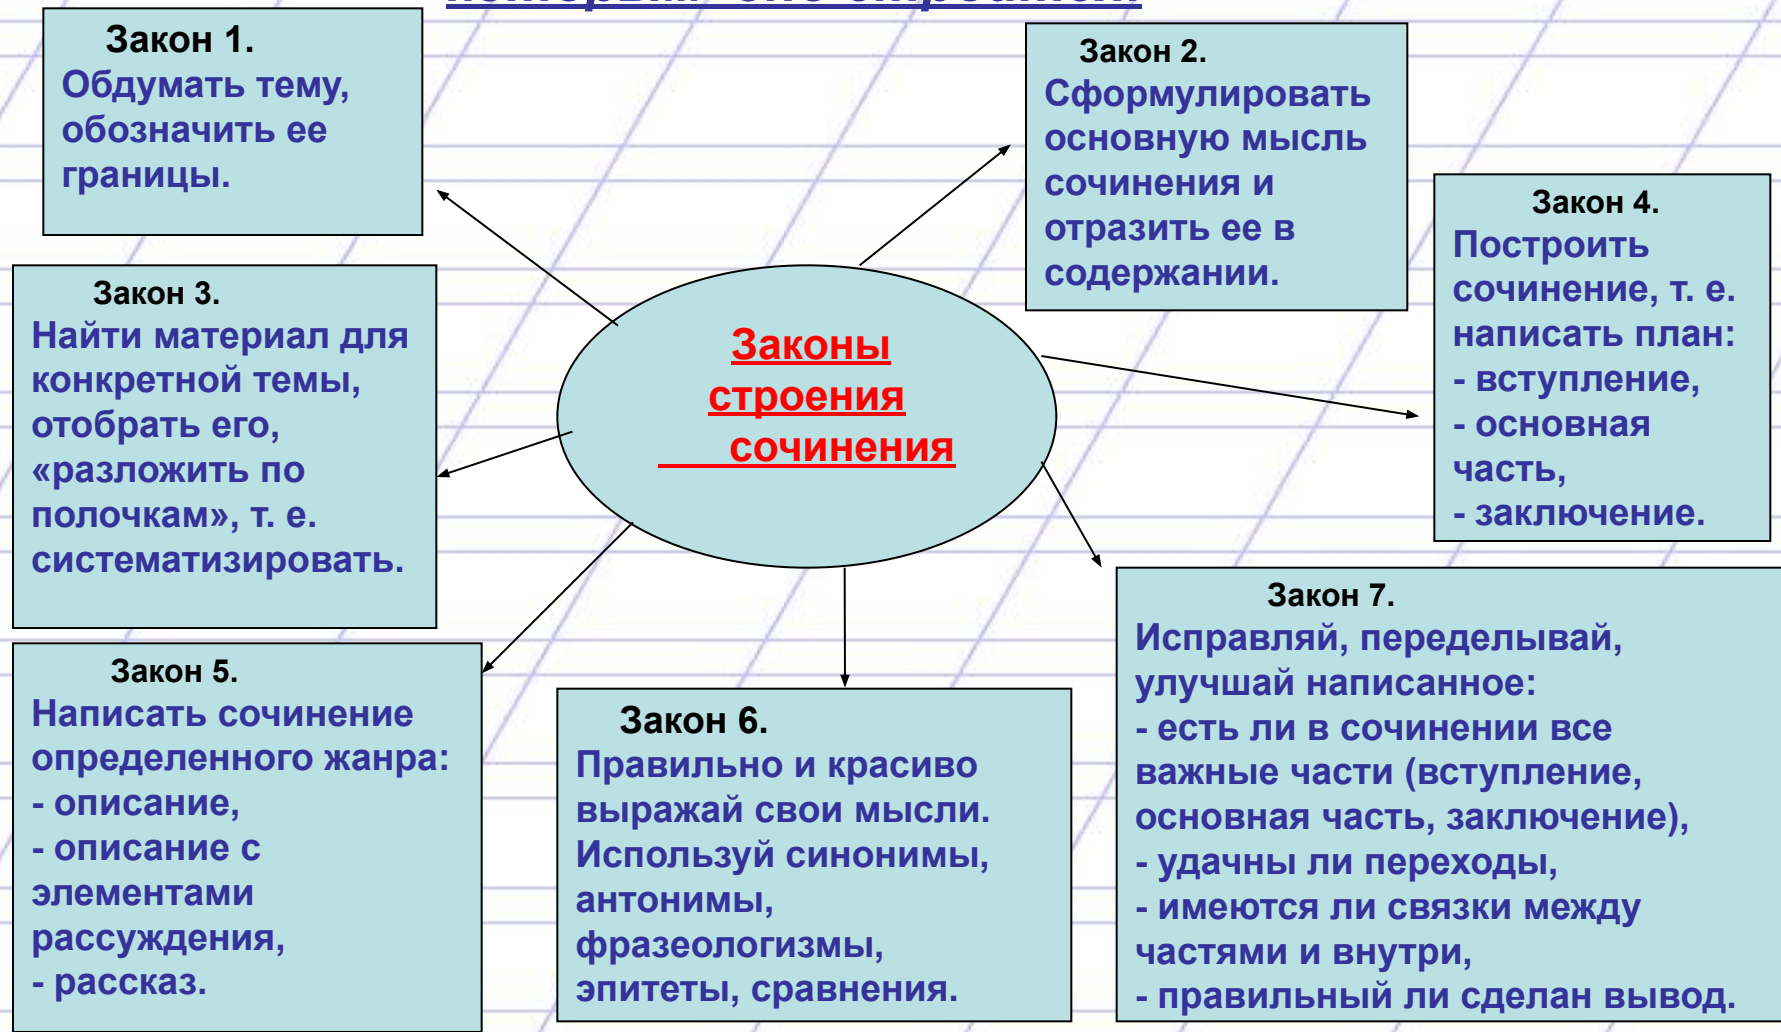 Закон 1.
Обдумать тему,
обозначить ее
границы.
Закон 2.
Сформулировать
основную мысль
сочинения и
отразить ее в
содержании.
Закон 3.
Найти материал для
конкретной темы,
отобрать его,
«разложить по
полочкам», т. е.
систематизировать.
Законы
строения
сочинения
Закон 4.
Построить
сочинение, т. е.
написать план:
- вступление,
- основная
часть,
- заключение.
Закон 5.
Написать сочинение
определенного жанра:
- описание,
- описание с
элементами
рассуждения,
- рассказ.
Закон 6.
Правильно и красиво
выражай свои мысли.
Используй синонимы,
антонимы,
фразеологизмы,
эпитеты, сравнения.
Закон 7.
Исправляй, переделывай,
улучшай написанное:
- есть ли в сочинении все
важные части (вступление,
основная часть, заключение),
- удачны ли переходы,
- имеются ли связки между
частями и внутри,
- правильный ли сделан вывод.